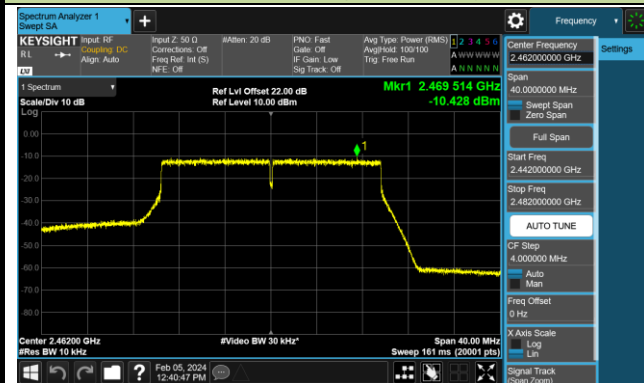 Spectrum Analyzer 1
Swept SA
+
Frequency
KEYSIGHT
Input: RF
Input Z: 50 Ω
#Atten: 20 dB
PNO: Fast
Avg Type: Power (RMS)
1 2 3 4 5 6
RL
Coupling: DC
Corrections: Off
Gate: Off
Avg|Hold: 100/100
A W W W W W
Align: Auto
Freq Ref: Int (S)
IF Gain: Low
Trig: Free Run
NFE: Off
Sig Track: Off
A N N N N N
LXI
1 Spectrum
Scale/Div 10 dB
Ref Lvl Offset 22.00 dB
Ref Level 10.00 dBm
Mkr1 2.469 514 GHz
-10.428 dBm
Log
0.00
-10.0
-20.0
-30.0
-40.0
-50.0
-60.0
-70.0
-80.0
1
Center 2.46200 GHz
#Video BW 30 kHz*
Span 40.00 MHz
#Res BW 10 kHz
Sweep 161 ms (20001 pts)
Feb 05, 2024
12:40:47 PM
?
Center Frequency
2.462000000 GHz
Settings
Span
40.0000000 MHz
Swept Span
Zero Span
Full Span
Start Freq
2.442000000 GHz
Stop Freq
2.482000000 GHz
AUTO TUNE
CF Step
4.000000 MHz
Auto
Man
Freq Offset
0 Hz
X Axis Scale
Log
Lin
Signal Track
(Span Zoom)